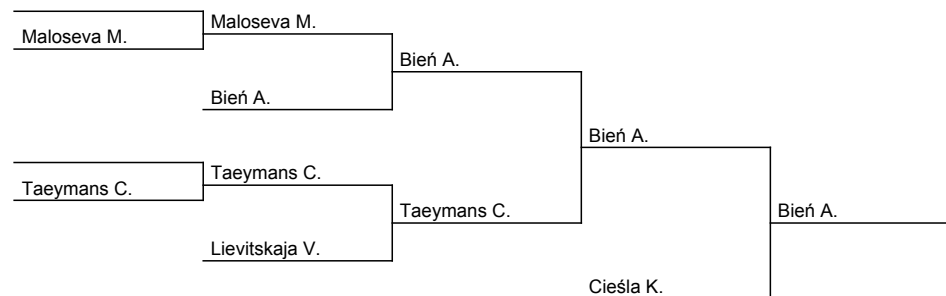 Maloseva M.
Maloseva M.
Bień A.
Bień A.
Bień A.
Taeymans C.
Taeymans C.
Taeymans C.
Bień A.
Lievitskaja V.
Cieśla K.